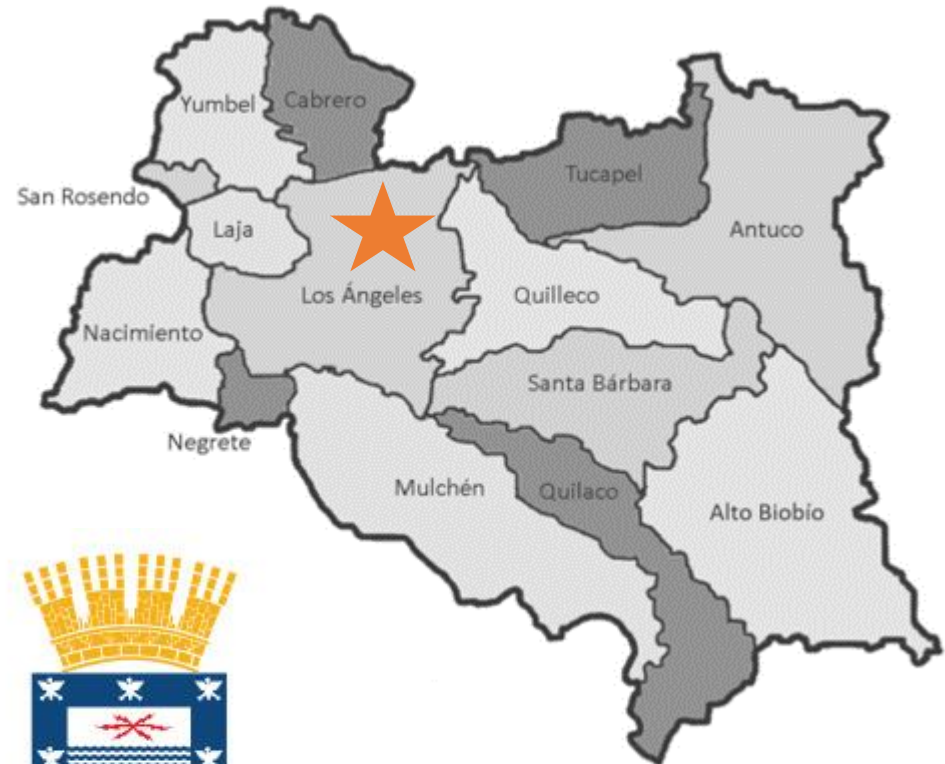 Yumbel
Cabrero
Tucapel
San Rosendo
Laja
Antuco
Los Ángeles
Quilleco
Nacimiento
Santa Bárbara
Negrete
Mulchén
Quilaco
Alto Biobío